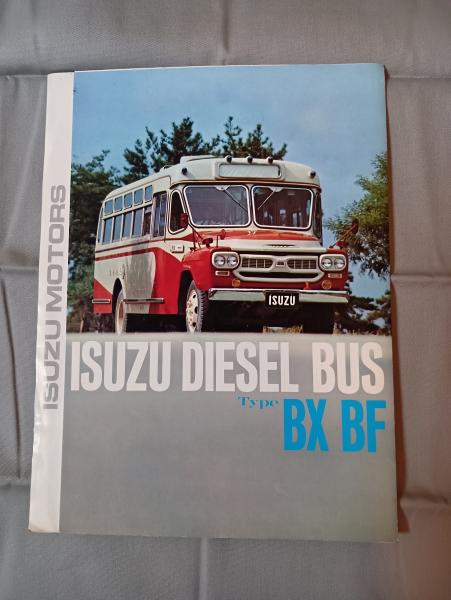 ISUZU MOTORS
ISUZU
ISUZU DIESEL BUS
Type BX BF